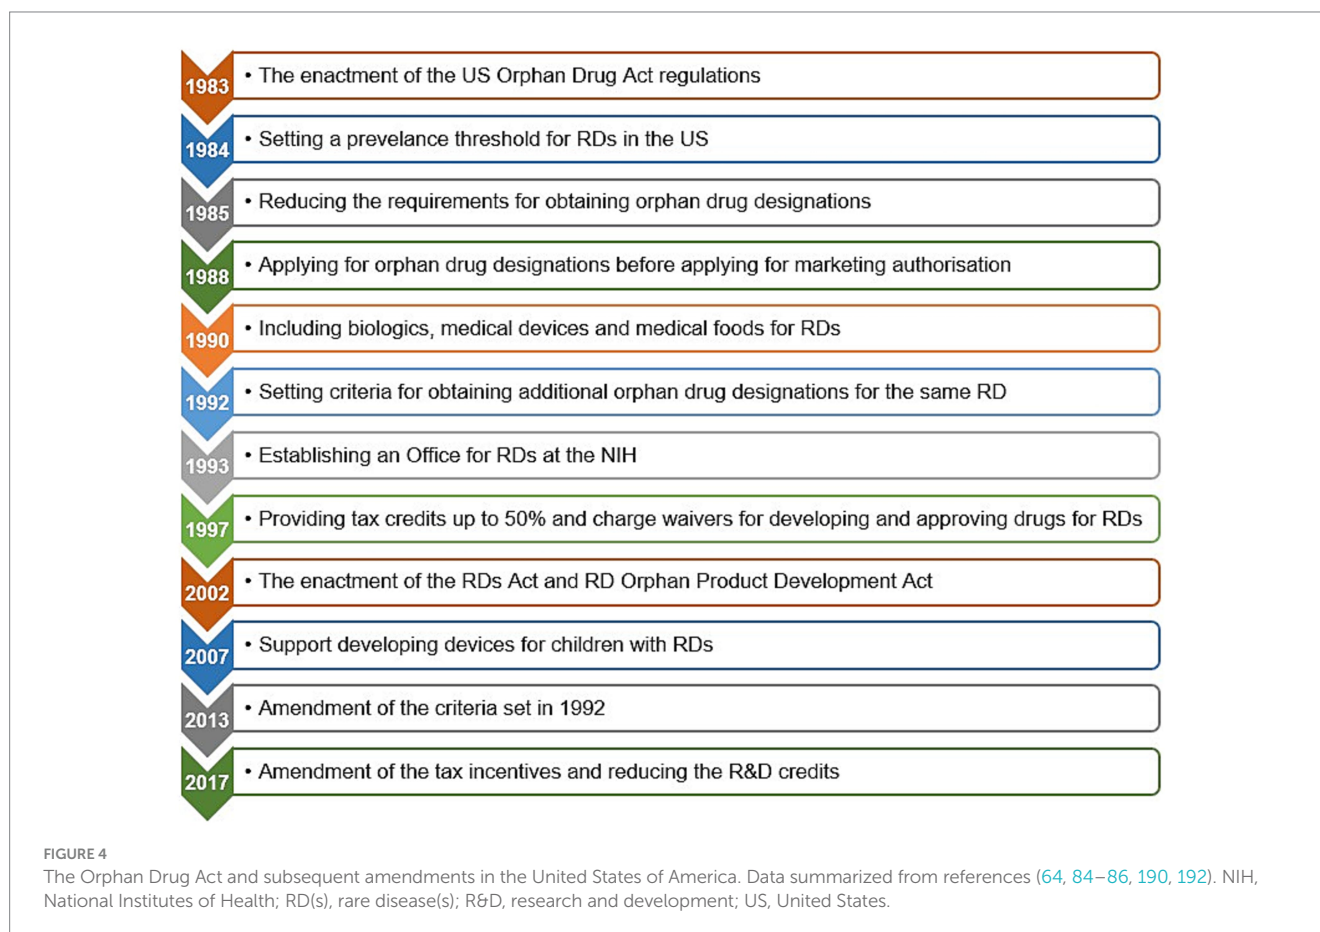 1983
• The enactment of the US Orphan Drug Act regulations
1984
• Setting a prevelance threshold for RDs in the US
1985
• Reducing the requirements for obtaining orphan drug designations
1988
• Applying for orphan drug designations before applying for marketing authorisation
1990
• Including biologics, medical devices and medical foods for RDs
1992
• Setting criteria for obtaining additional orphan drug designations for the same RD
1993
• Establishing an Office for RDs at the NIH
1997
• Providing tax credits up to 50% and charge waivers for developing and approving drugs for RDs
2002
• The enactment of the RDs Act and RD Orphan Product Development Act
2007
• Support developing devices for children with RDs
2013
• Amendment of the criteria set in 1992
2017
• Amendment of the tax incentives and reducing the R&D credits
FIGURE 4
The Orphan Drug Act and subsequent amendments in the United States of America. Data summarized from references (64, 84–86, 190, 192). NIH,
National Institutes of Health; RD(s), rare disease(s); R&D, research and development; US, United States.